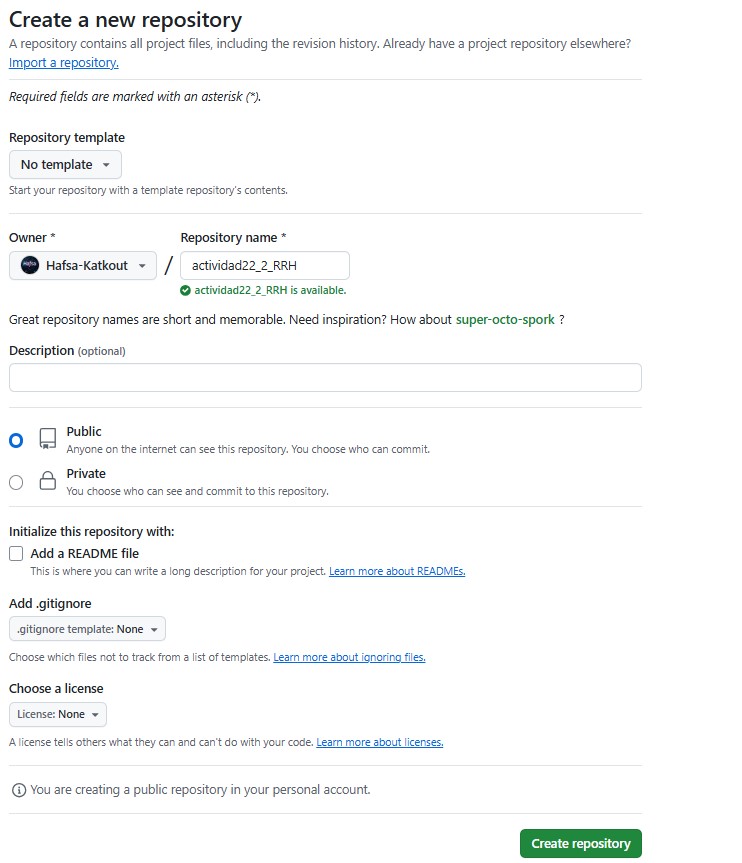 Create a new repository
A repository contains all project files, including the revision history. Already have a project repository elsewhere?
Import a repository.
Required fields are marked with an asterisk (*).
Repository template
No template
Start your repository with a template repository's contents.
Owner *
Repository name *
Hafsa-Katkout / actividad22_2_RRH
actividad22_2_RRH is available.
Great repository names are short and memorable. Need inspiration? How about super-octo-spork ?
Description (optional)
Public
Anyone on the internet can see this repository. You choose who can commit.
Private
You choose who can see and commit to this repository.
Initialize this repository with:
Add a README file
This is where you can write a long description for your project. Learn more about READMEs.
Add .gitignore
.gitignore template: None
Choose which files not to track from a list of templates. Learn more about ignoring files.
Choose a license
License: None
A license tells others what they can and can't do with your code. Learn more about licenses.
You are creating a public repository in your personal account.
Create repository